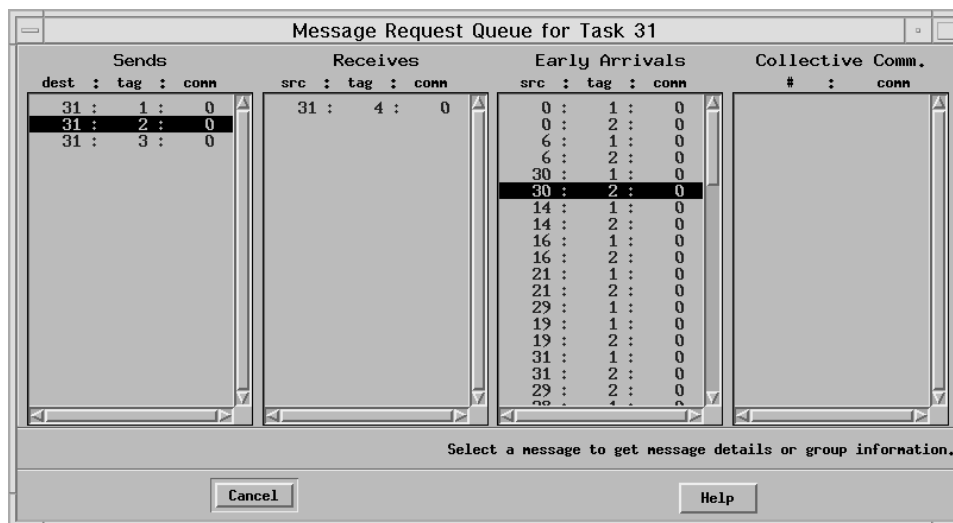 Message Request Queue for Task 31
Sends
dest : tag : comm
31 : 1 : 0
31 : 2 : 0
31 : 3 : 0
Receives
src : tag : comm
31 : 4 : 0
Early Arrivals
src : tag : comm
0 : 1 : 0
0 : 2 : 0
6 : 1 : 0
6 : 2 : 0
30 : 1 : 0
30 : 2 : 0
14 : 1 : 0
14 : 2 : 0
16 : 1 : 0
16 : 2 : 0
21 : 1 : 0
21 : 2 : 0
29 : 1 : 0
19 : 1 : 0
19 : 2 : 0
31 : 1 : 0
31 : 2 : 0
29 : 2 : 0
Collective Comm.
# : comm
Select a message to get message details or group information.
Cancel
Help